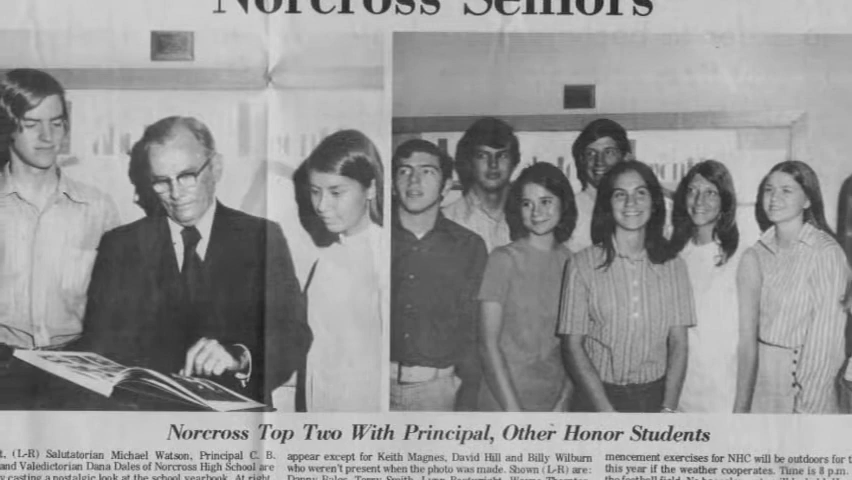 Norcross Seniors
Norcross Top Two With Principal, Other Honor Students
(L-R) Salutatorian Michael Watson, Principal C. B.
and Valedictorian Dana Dales of Norcross High School are
casting a nostalgic look at the school yearbook. At right
appear except for Keith Magnes, David Hill and Billy Wilburn
who weren't present when the photo was made. Shown (L-R) are:
Terry Smith, Lynn
mencement exercises for NHC will be outdoors for
this year if the weather cooperates. Time is 8 p.m.
the football field.